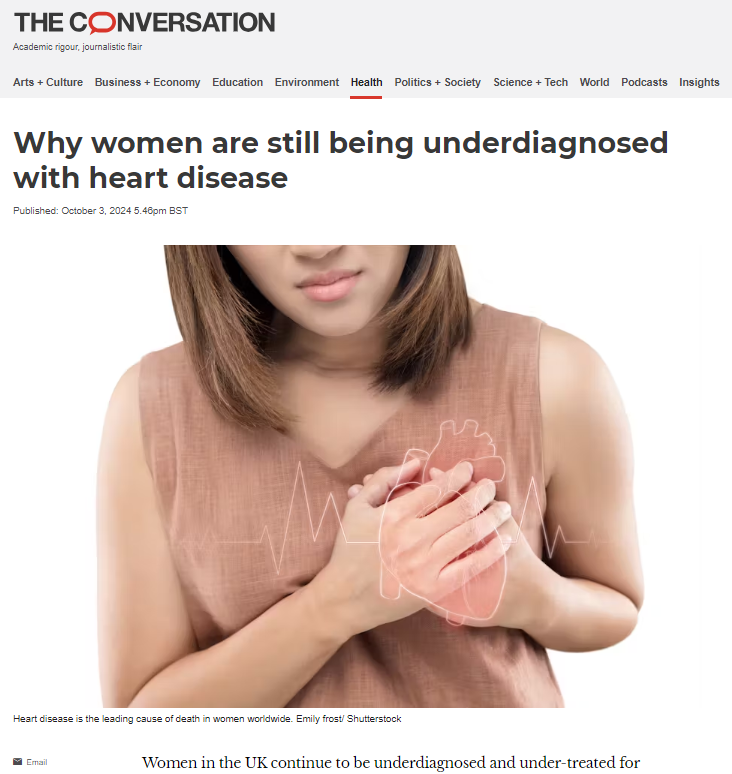 THE CONVERSATION
Academic rigour, journalistic flair
Arts + Culture Business + Economy Education Environment Health Politics + Society Science + Tech World Podcasts Insights
Why women are still being underdiagnosed
with heart disease
Published: October 3, 2024 5.46pm BST
Heart disease is the leading cause of death in women worldwide. Emily frost/ Shutterstock
Email
Women in the UK continue to be underdiagnosed and under-treated for